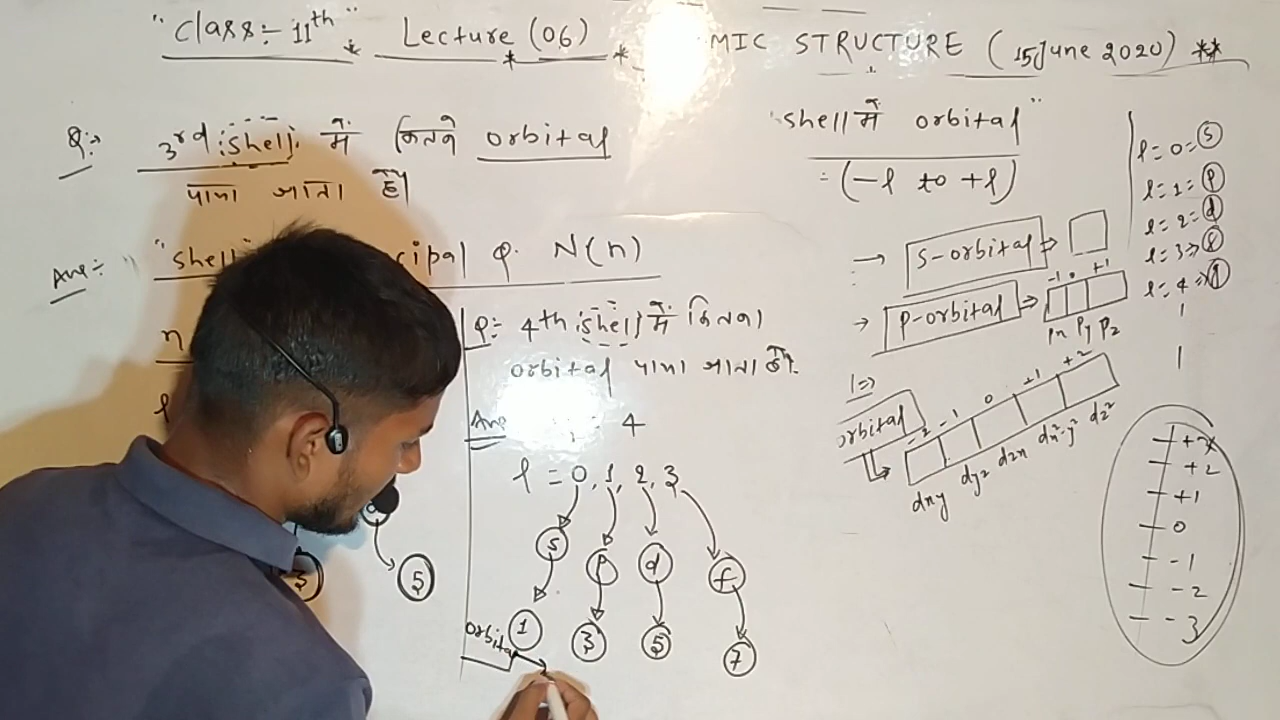 "Class:- 11th" * Lecture (06) * MIC STRUCTURE (15 June 2020) **
Q:- 3rd shell में कितने orbital
पाया जाता है।
Ans:- "shell" cipal Q. N(n)
n
l
3 5
Q:- 4th shell में कितना
orbital पाया जाता है।
Ans = 4
l = 0, 1, 2, 3
s p d f
1 3 5 7
orbita
"shell में orbital"
= (-l to +l)
→ s-orbital ⇒
-1 0 +1
→ p-orbital →
Px Py Pz
l⇒
orbital
-2 -1 0 +1 +2
dxy dyz dzx dx²-y² dz²
l = 0 = s
l = 1 = p
l = 2 = d
l = 3 ⇒
l = 4 ⇒
+2
+1
0
-1
-2
-3